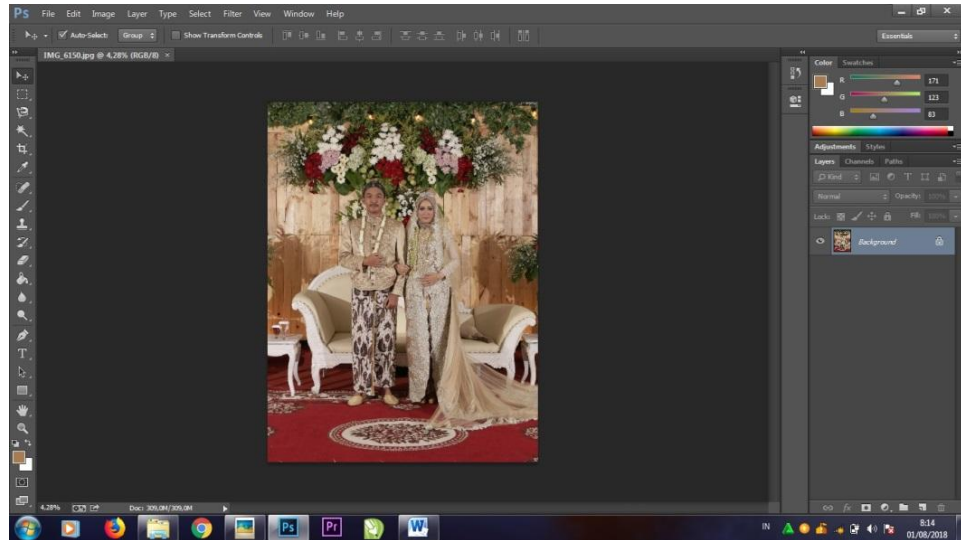 Ps File Edit Image Layer Type Select Filter View Window Help
Auto-Select: Group Show Transform Controls Essentials
IMG_6150.jpg @ 4,28% (RGB/8) ×
Color Swatches
R 171
G 123
B 83
Adjustments Styles
Layers Channels Paths
Kind
Normal Opacity: 100%
Lock: Fill: 100%
Background
4,28% Doc: 309,0M/309,0M
Ps Pr W IN 8:14
01/08/2018